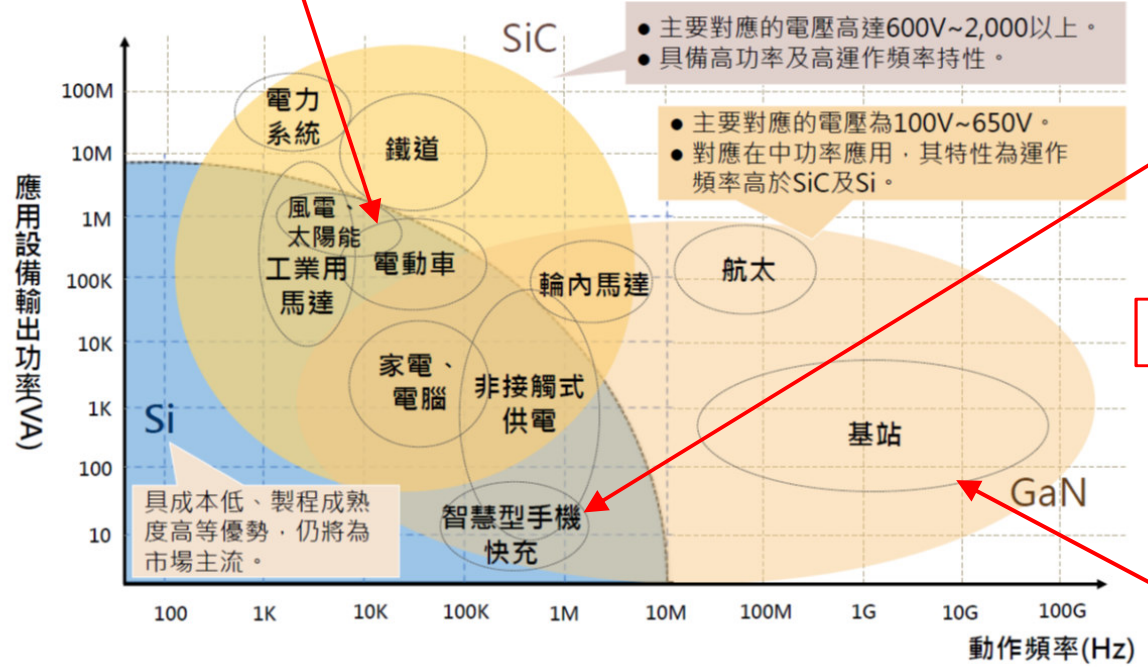 SiC
● 主要對應的電壓高達600V~2,000以上。
● 具備高功率及高運作頻率持性。
● 主要對應的電壓為100V~650V。
● 對應在中功率應用，其特性為運作
頻率高於SiC及Si。
應用設備輸出功率(VA)
100M
10M
1M
100K
10K
1K
100
10
電力
系統
鐵道
風電、
太陽能
工業用
馬達
電動車
輪內馬達
航太
家電、
電腦
非接觸式
供電
基站
Si
GaN
智慧型手機
快充
具成本低、製程成熟
度高等優勢，仍將為
市場主流。
100
1K
10K
100K
1M
10M
100M
1G
10G
100G
動作頻率(Hz)